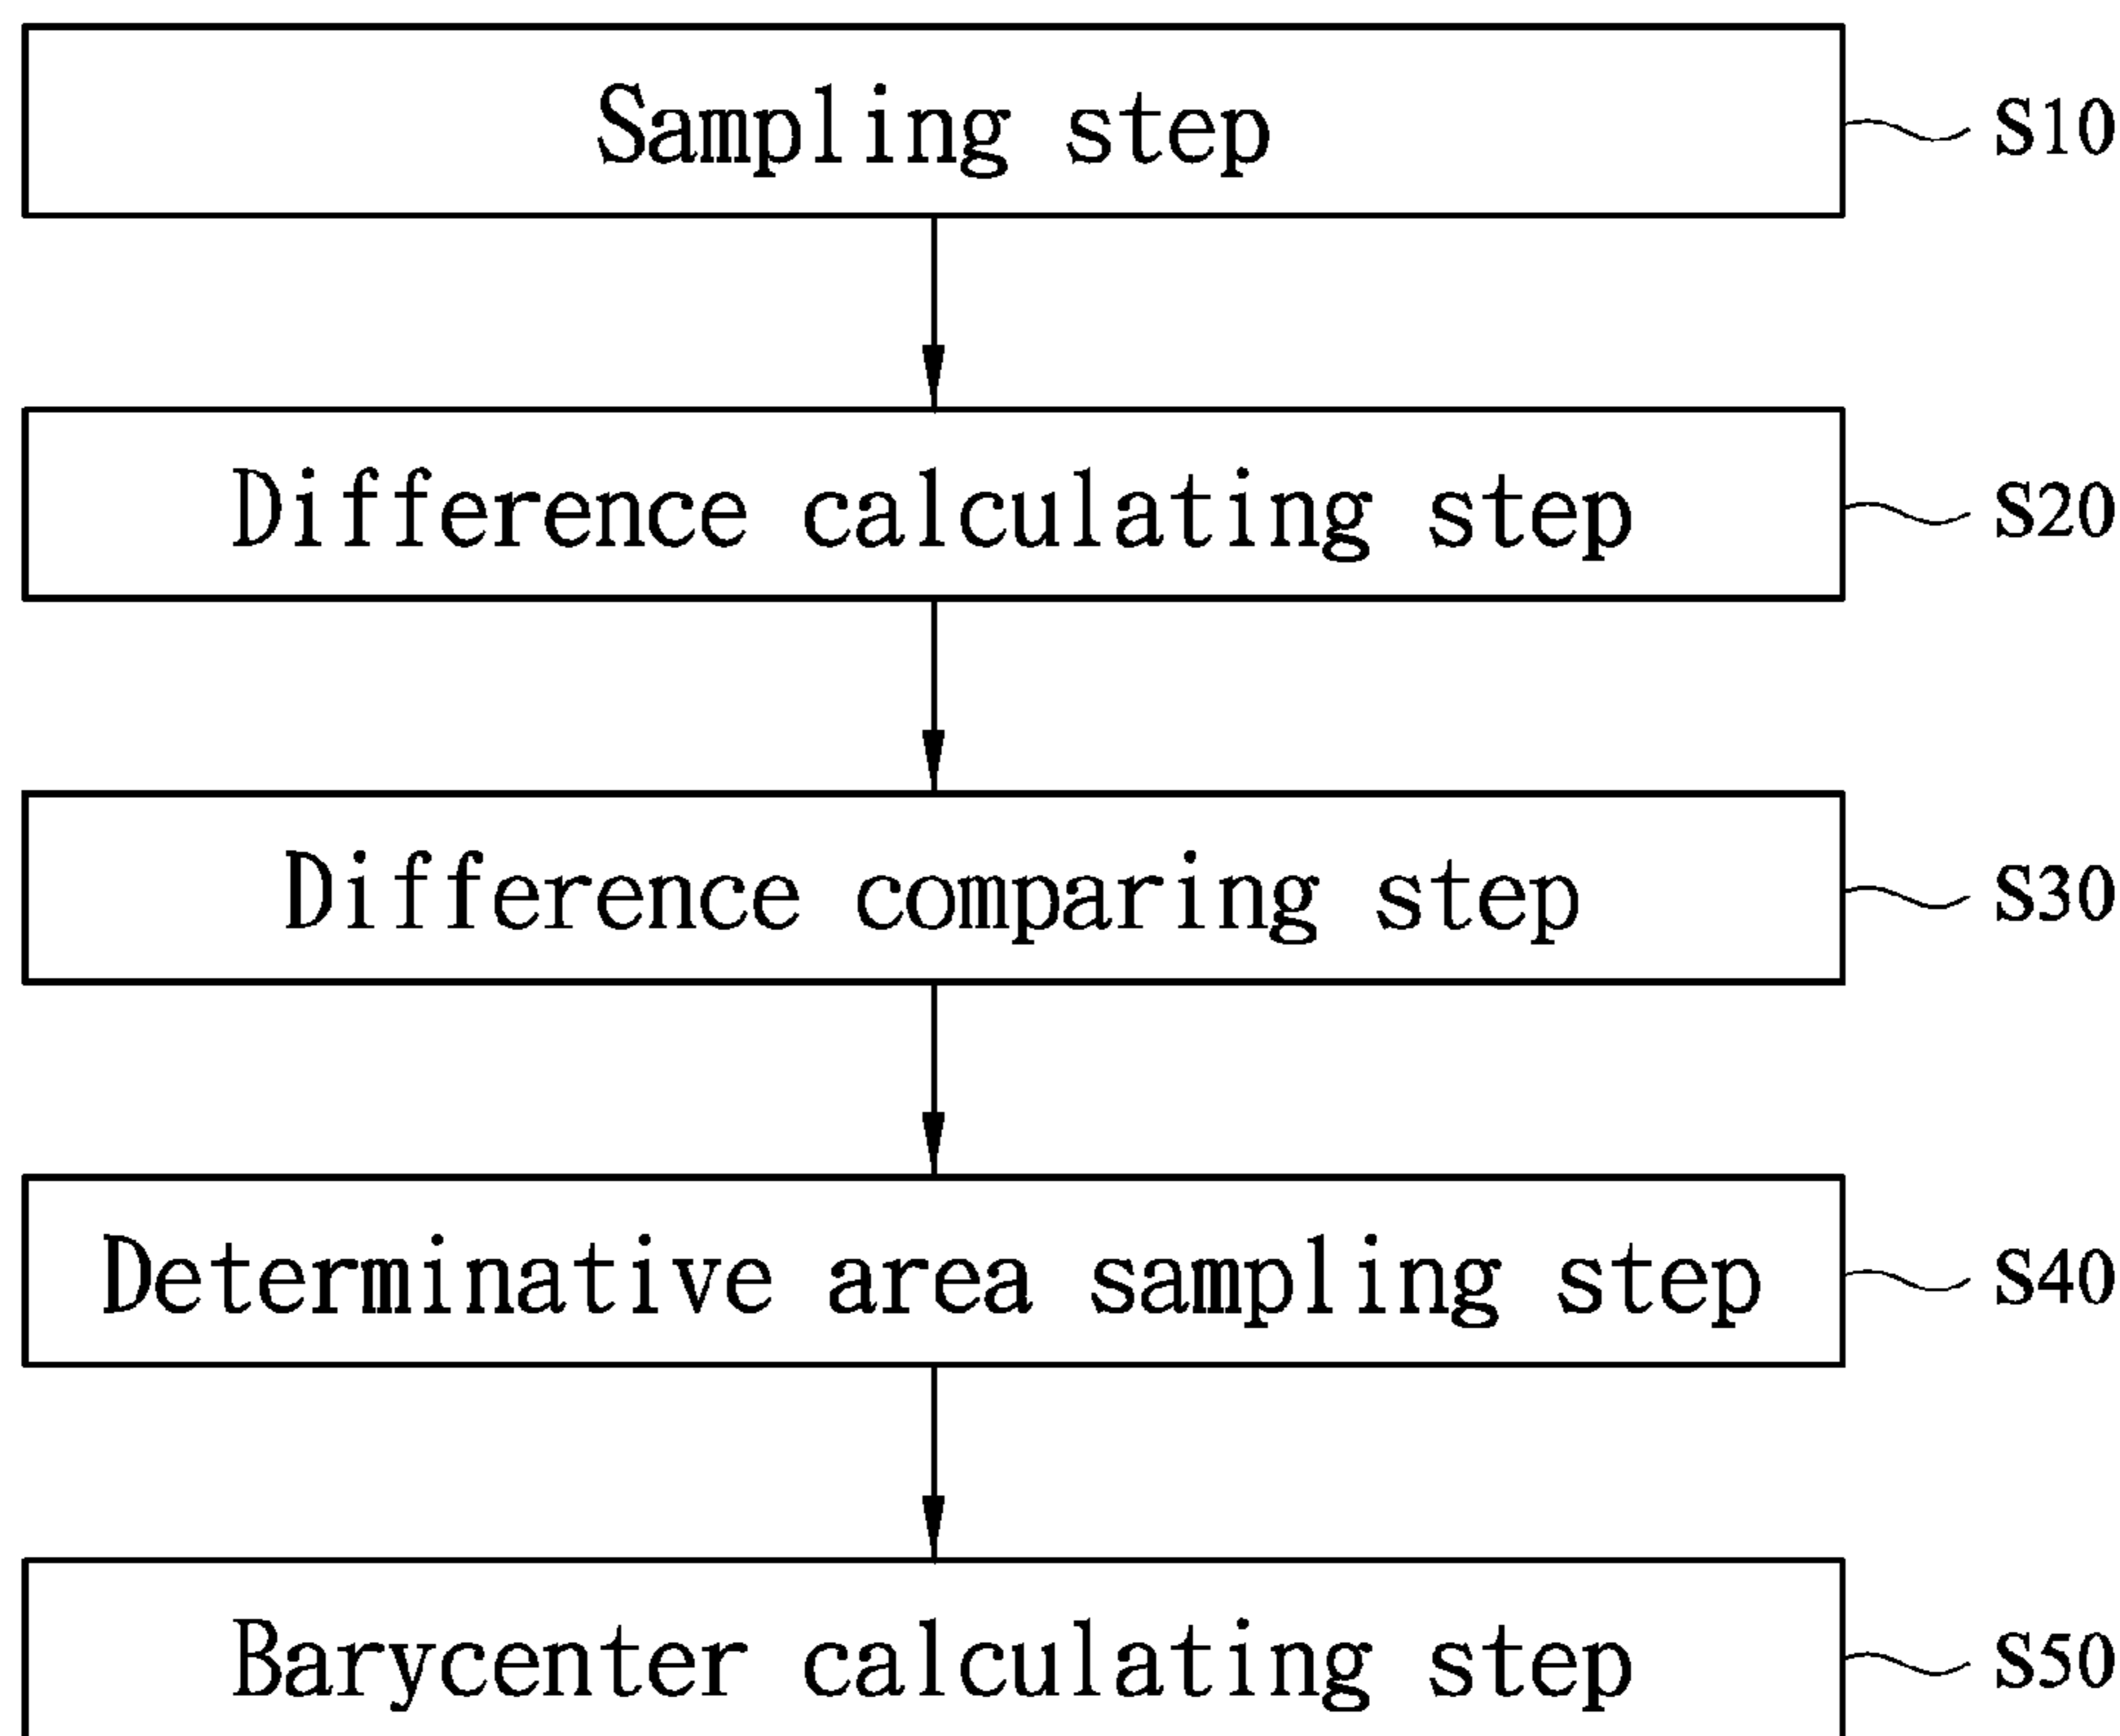 Sampling step S10
Difference calculating step S20
Difference comparing step S30
Determinative area sampling step S40
Barycenter calculating step S50